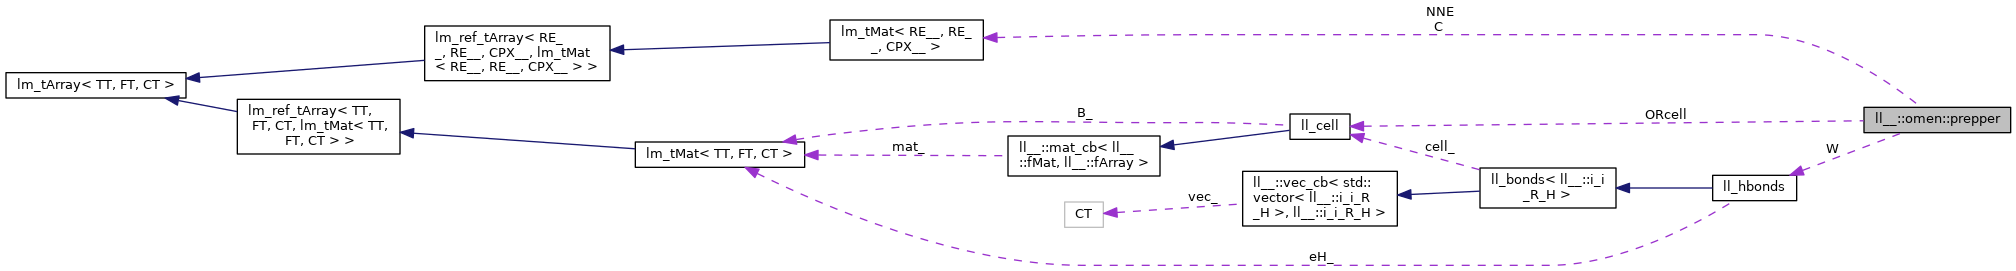 NNE
C
lm_tMat< RE__, RE_
_, CPX__ >
lm_ref_tArray< RE_
_, RE__, CPX__, lm_tMat
< RE__, RE__, CPX__ > >
lm_tArray< TT, FT, CT >
lm_ref_tArray< TT,
FT, CT, lm_tMat< TT,
FT, CT > >
B_
ll_cell
ORcell
ll__::omen::prepper
lm_tMat< TT, FT, CT >
mat_
ll__::mat_cb< ll__
::fMat, ll__::fArray >
cell_
W
ll__::vec_cb< std::
vector< ll__::i_i_R
_H >, ll__::i_i_R_H >
ll_bonds< ll__::i_i
_R_H >
ll_hbonds
CT
vec_
eH_